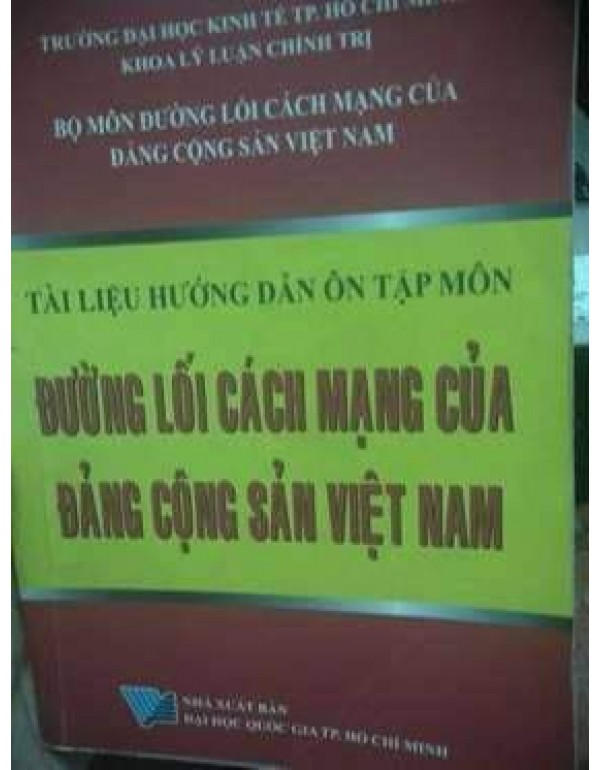 TRƯỜNG ĐẠI HỌC KINH TẾ TP. HỒ CHÍ MINH
KHOA LÝ LUẬN CHÍNH TRỊ
BỘ MÔN ĐƯỜNG LỐI CÁCH MẠNG CỦA
ĐẢNG CỘNG SẢN VIỆT NAM
TÀI LIỆU HƯỚNG DẪN ÔN TẬP MÔN
ĐƯỜNG LỐI CÁCH MẠNG CỦA
ĐẢNG CỘNG SẢN VIỆT NAM
NHÀ XUẤT BẢN
ĐẠI HỌC QUỐC GIA TP. HỒ CHÍ MINH